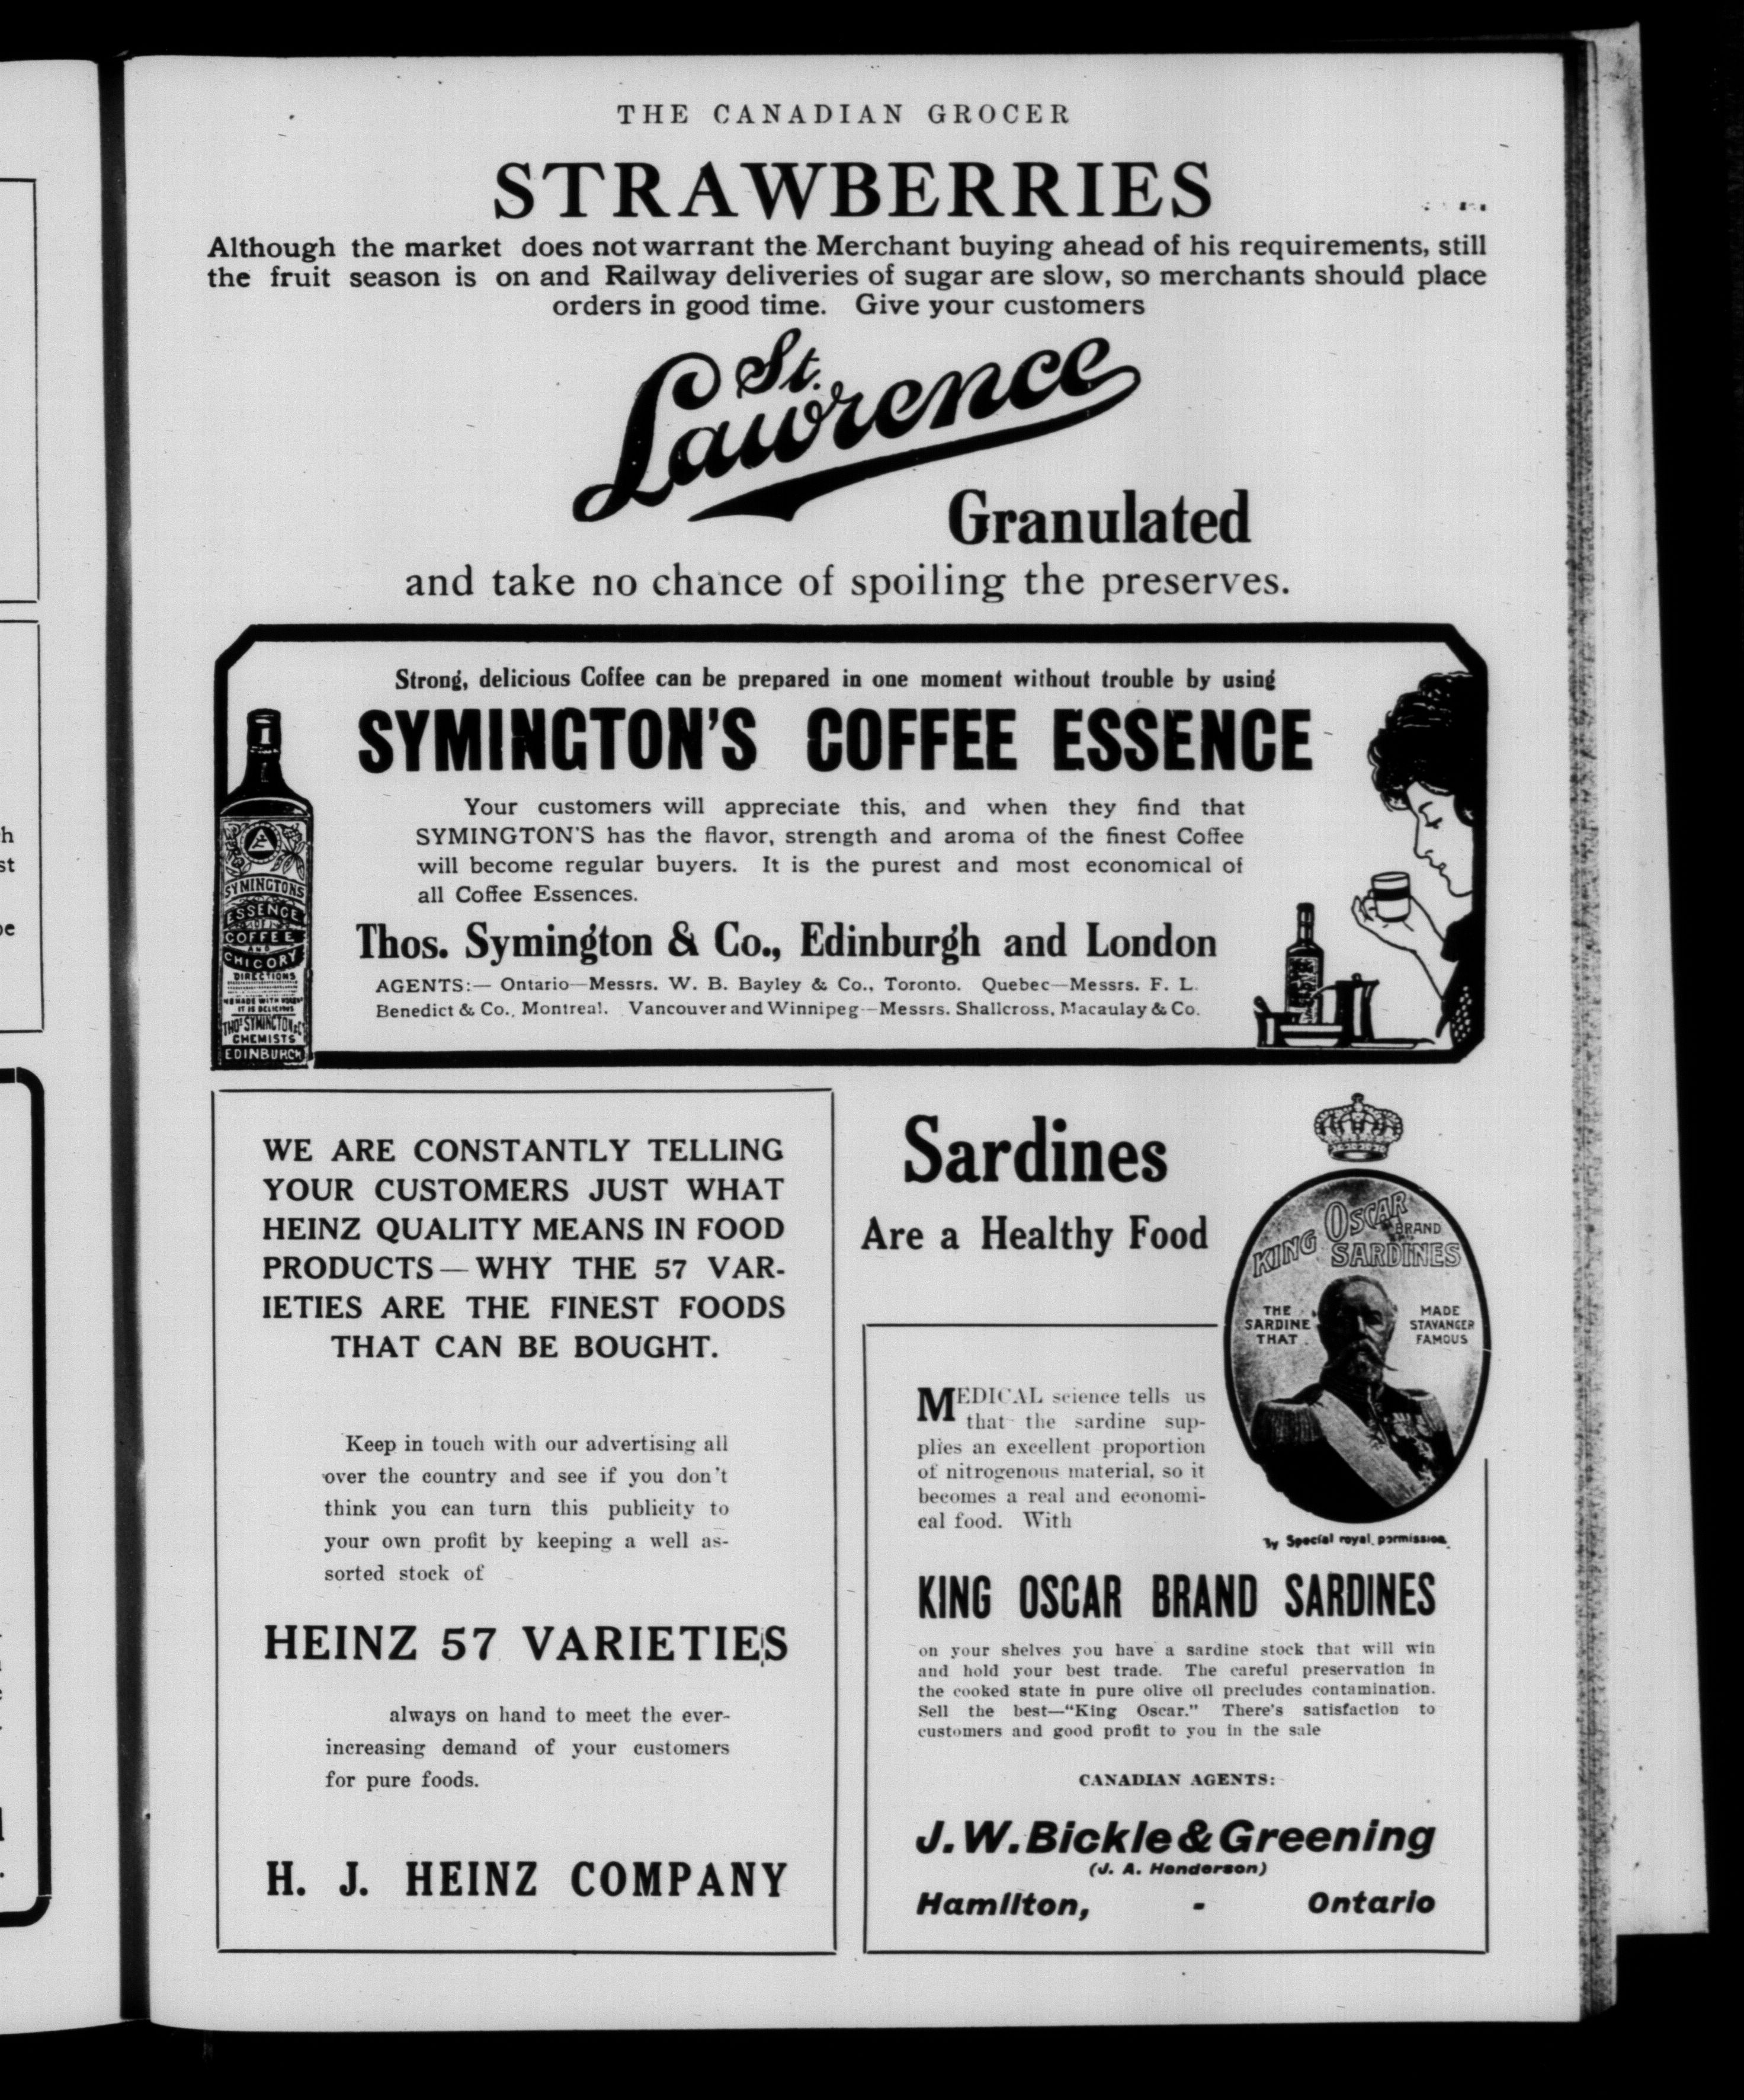 THE CANADIAN GROCER
STRAWBERRIES
Although the market does not warrant the Merchant buying ahead of his requirements, still
the fruit season is on and Railway deliveries of sugar are slow, so merchants should place
orders in good time. Give your customers
St.
Lawrence
Granulated
and take no chance of spoiling the preserves.
Strong, delicious Coffee can be prepared in one moment without trouble by using
SYMINGTON'S COFFEE ESSENCE
Your customers will appreciate this, and when they find that
SYMINGTON'S has the flavor, strength and aroma of the finest Coffee
will become regular buyers. It is the purest and most economical of
all Coffee Essences.
Thos. Symington & Co., Edinburgh and London
AGENTS:— Ontario—Messrs. W. B. Bayley & Co., Toronto. Quebec—Messrs. F. L.
Benedict & Co., Montreal. Vancouver and Winnipeg—Messrs. Shallcross, Macaulay & Co.
SYMINGTONS
ESSENCE
OF
COFFEE
AND
CHICORY
DIRECTIONS
IT IS DELICIOUS
THOS SYMINGTON & Co
CHEMISTS
EDINBURGH
WE ARE CONSTANTLY TELLING
YOUR CUSTOMERS JUST WHAT
HEINZ QUALITY MEANS IN FOOD
PRODUCTS—WHY THE 57 VAR-
IETIES ARE THE FINEST FOODS
THAT CAN BE BOUGHT.
Keep in touch with our advertising all
over the country and see if you don't
think you can turn this publicity to
your own profit by keeping a well as-
sorted stock of
HEINZ 57 VARIETIES
always on hand to meet the ever-
increasing demand of your customers
for pure foods.
H. J. HEINZ COMPANY
Sardines
Are a Healthy Food
KING OSCAR BRAND
SARDINES
THE SARDINE THAT
MADE STAVANGER FAMOUS
By Special royal permission
MEDICAL science tells us
that the sardine sup-
plies an excellent proportion
of nitrogenous material, so it
becomes a real and economi-
cal food. With
KING OSCAR BRAND SARDINES
on your shelves you have a sardine stock that will win
and hold your best trade. The careful preservation in
the cooked state in pure olive oil precludes contamination.
Sell the best—"King Oscar." There's satisfaction to
customers and good profit to you in the sale
CANADIAN AGENTS:
J. W. Bickle & Greening
(J. A. Henderson)
Hamilton, - Ontario